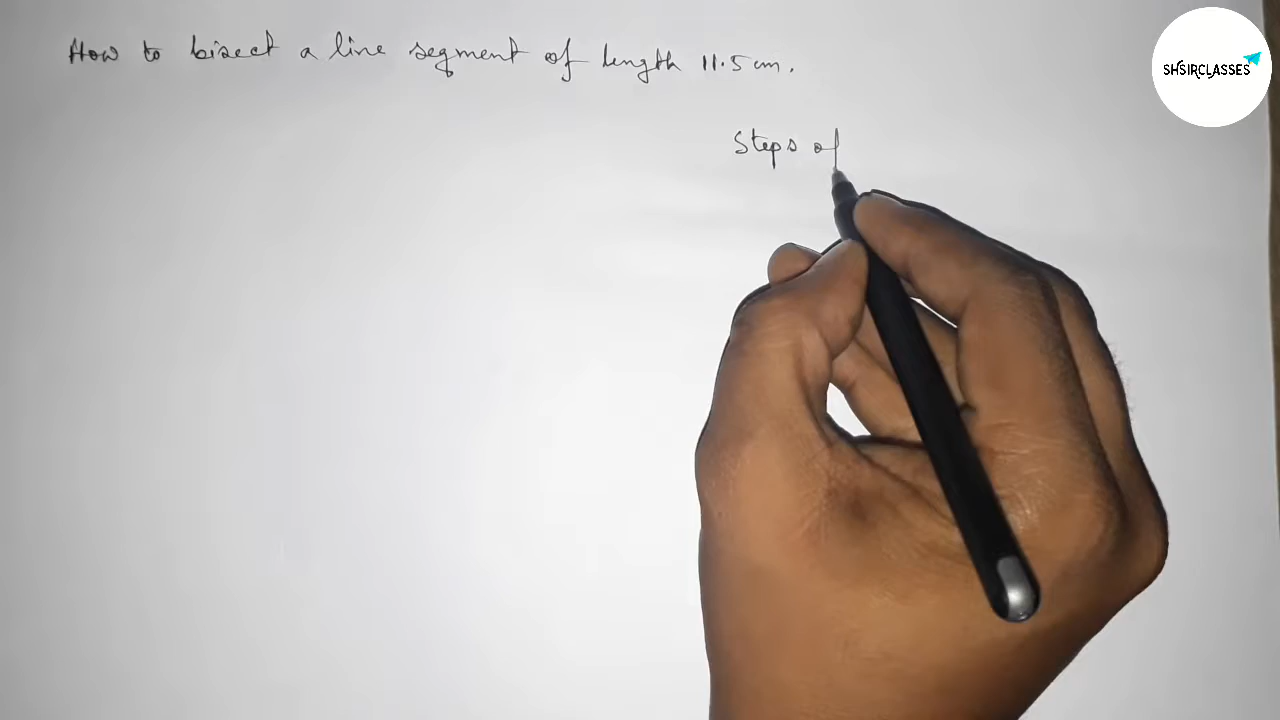 How to bisect a line segment of length 11.5 cm.
Steps of
SHSIRCLASSES